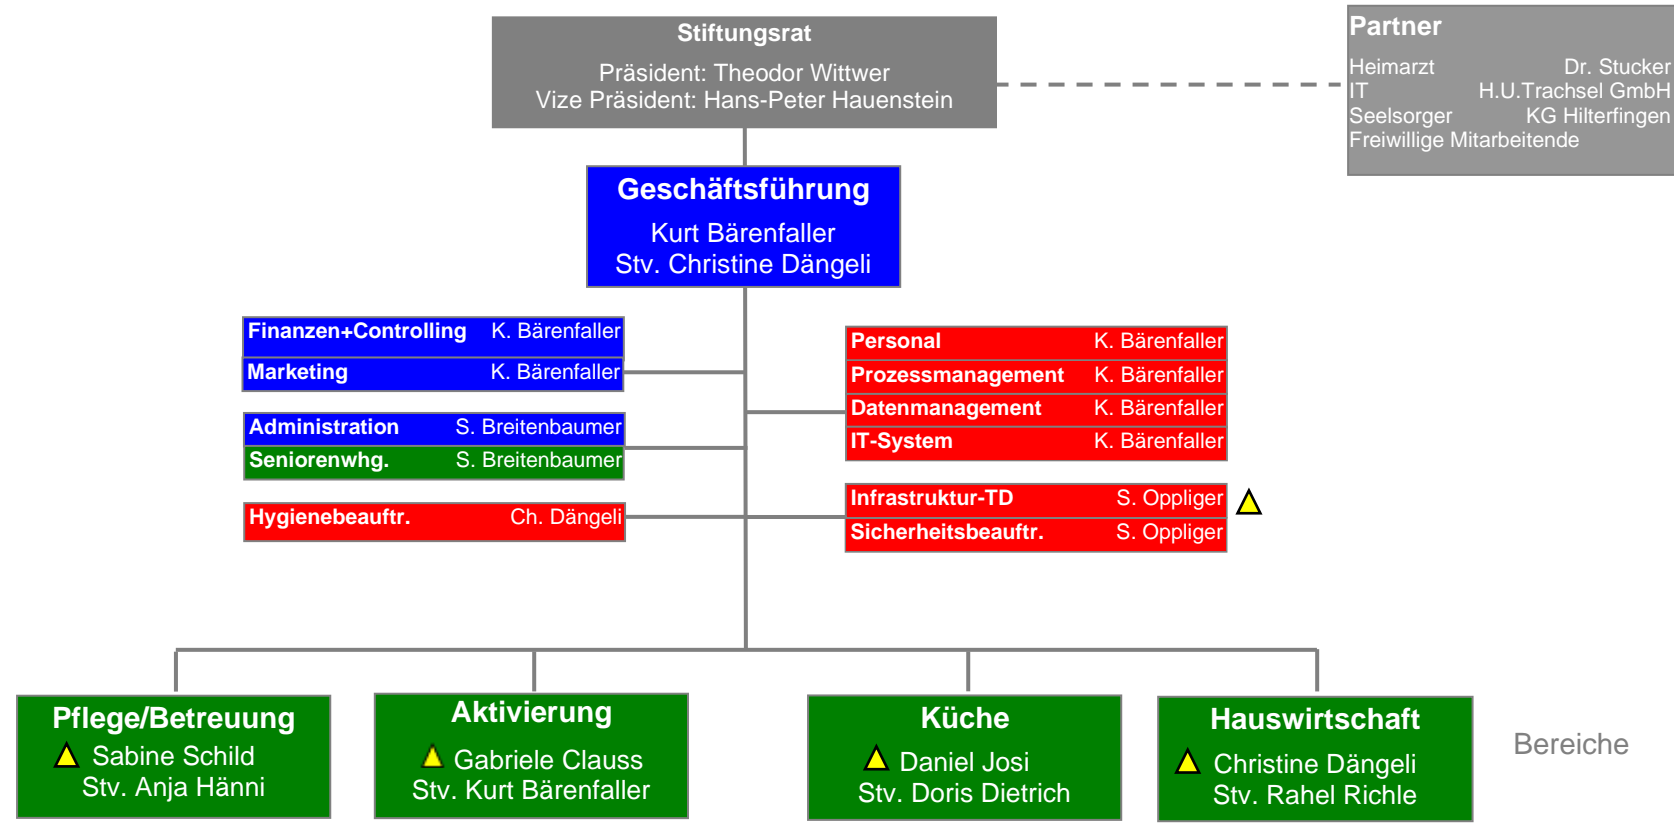 Stiftungsrat
Präsident: Theodor Wittwer
Vize Präsident: Hans-Peter Hauenstein
Partner
Heimarzt Dr. Stucker
IT H.U.Trachsel GmbH
Seelsorger KG Hilterfingen
Freiwillige Mitarbeitende
Geschäftsführung
Kurt Bärenfaller
Stv. Christine Dängeli
Finanzen+Controlling K. Bärenfaller
Marketing K. Bärenfaller
Administration S. Breitenbaumer
Seniorenwhg. S. Breitenbaumer
Hygienebeauftr. Ch. Dängeli
Personal K. Bärenfaller
Prozessmanagement K. Bärenfaller
Datenmanagement K. Bärenfaller
IT-System K. Bärenfaller
Infrastruktur-TD S. Oppliger
Sicherheitsbeauftr. S. Oppliger
Pflege/Betreuung
Sabine Schild
Stv. Anja Hänni
Aktivierung
Gabriele Clauss
Stv. Kurt Bärenfaller
Küche
Daniel Josi
Stv. Doris Dietrich
Hauswirtschaft
Christine Dängeli
Stv. Rahel Richle
Bereiche